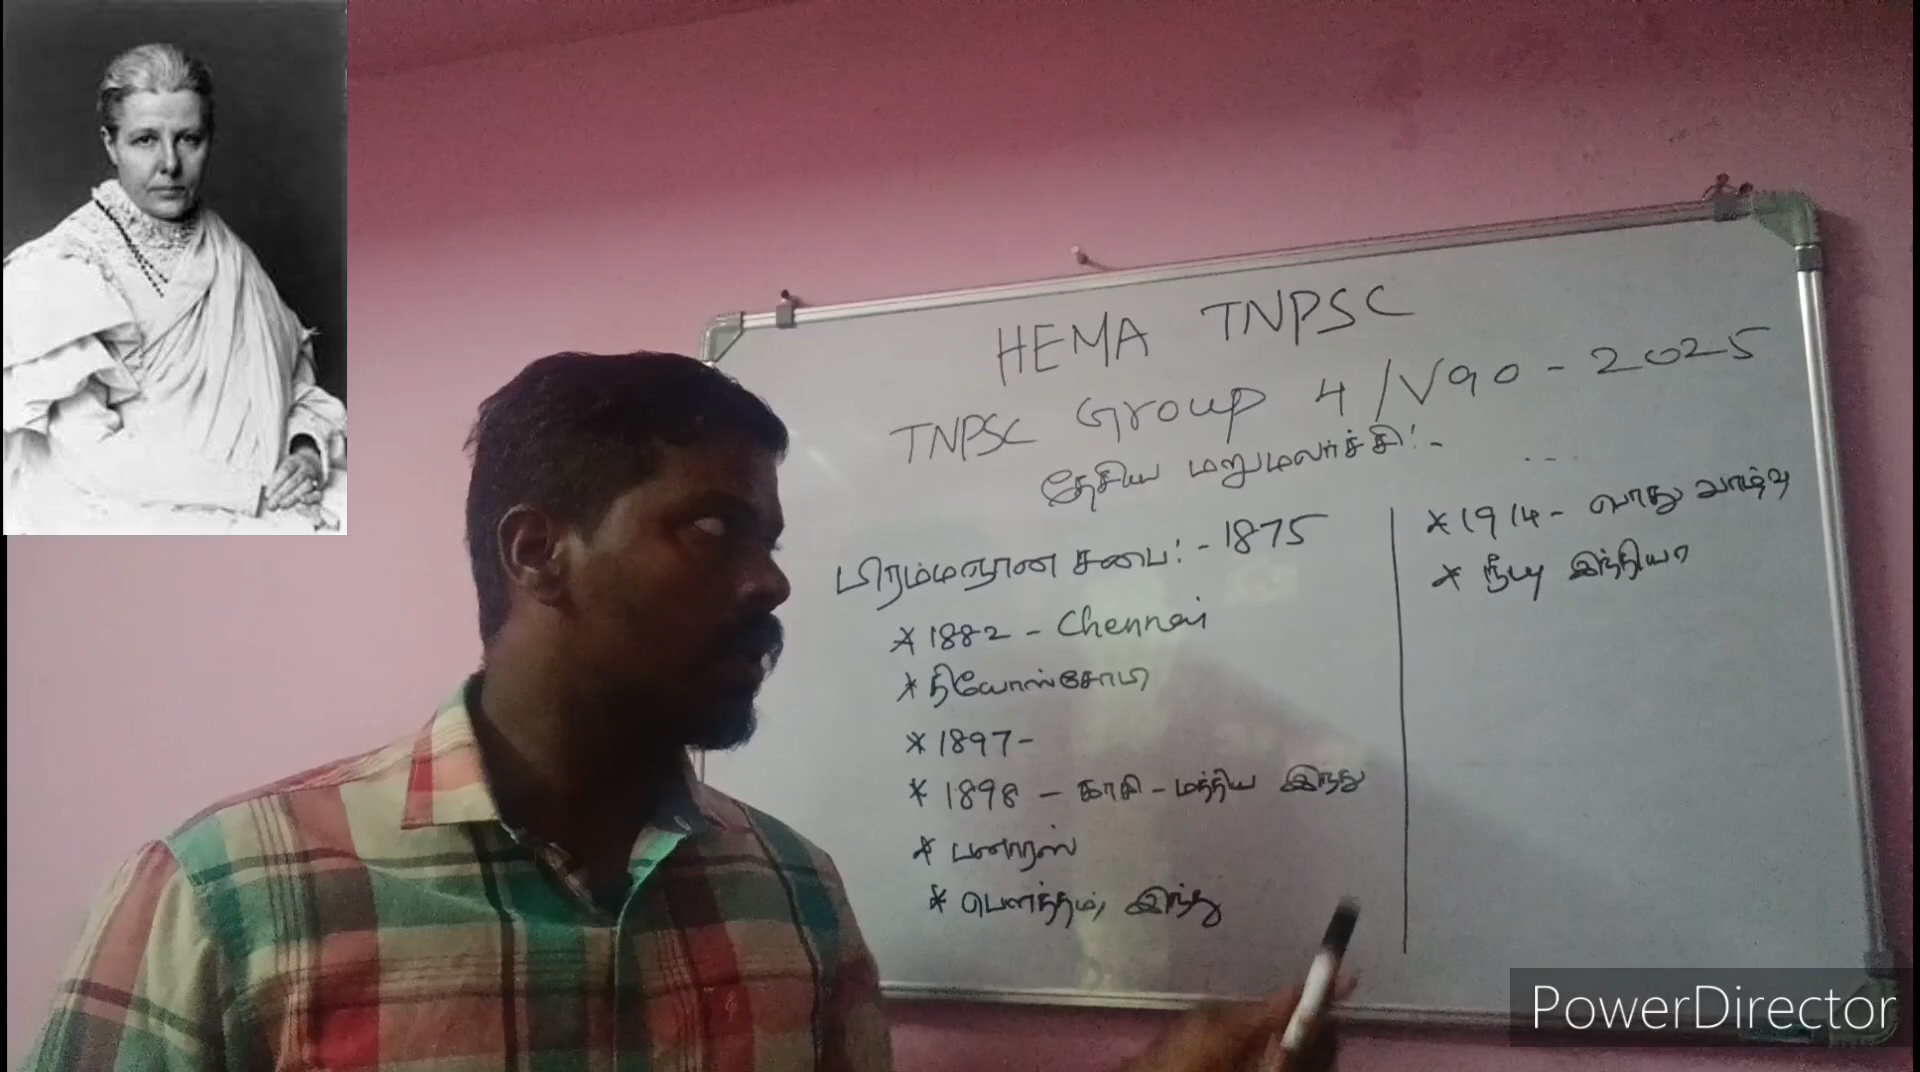 HEMA TNPSC
TNPSC Group 4 / VAO - 2025
தேசிய மறுமலர்ச்சி:-
பிரம்மஞான சபை:- 1875
* 1882 - Chennai
* தியோஸ்சோபி
* 1897-
* 1898 - காசி - மத்திய இந்து
* பனாரஸ்
* பௌத்தம், இந்து
* 1914 - பொது வாழ்வு
* நியூ இந்தியா
PowerDirector